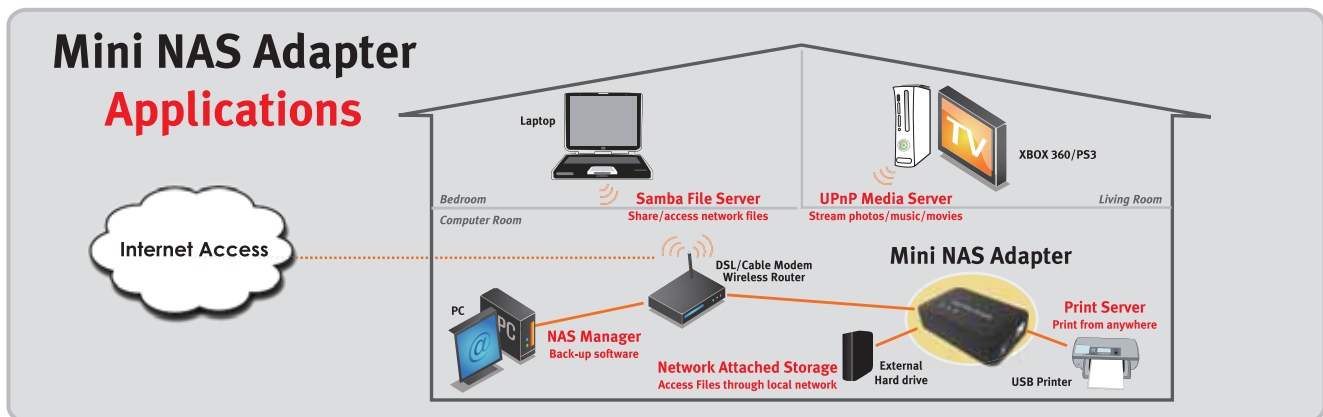 Mini NAS Adapter
Applications
Laptop
TV
XBOX 360/PS3
Bedroom
Samba File Server
Share/access network files
UPnP Media Server
Stream photos/music/movies
Living Room
Computer Room
Internet Access
DSL/Cable Modem
Wireless Router
Mini NAS Adapter
PC
PC
@
NAS Manager
Back-up software
Print Server
Print from anywhere
Network Attached Storage
Access Files through local network
External
Hard drive
USB Printer